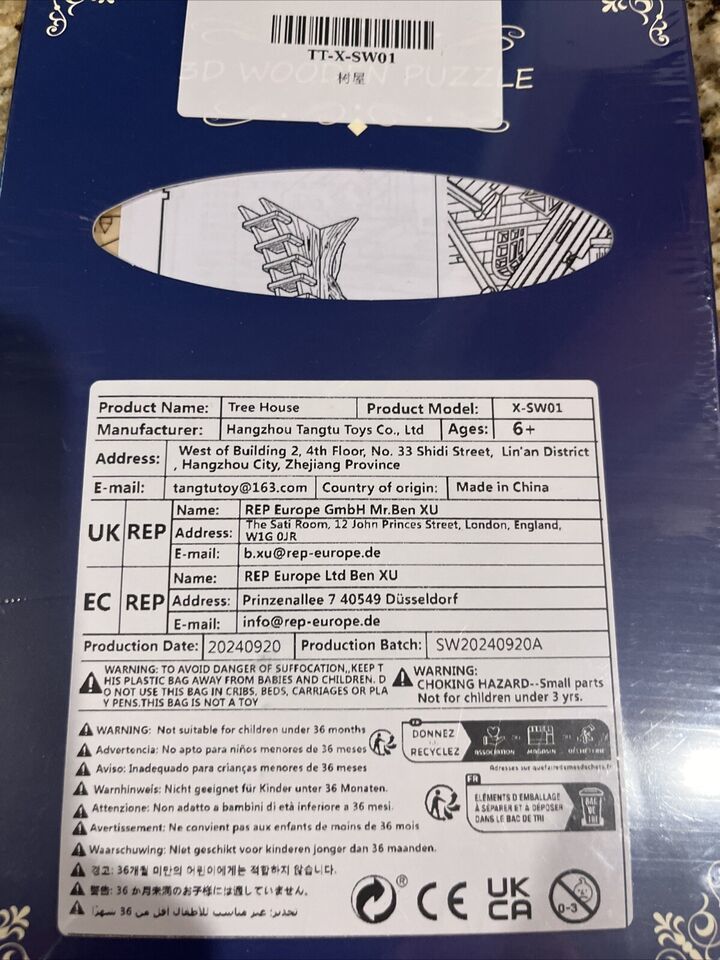 TT-X-SW01
树屋
3D WOODEN PUZZLE
Product Name: Tree House Product Model: X-SW01
Manufacturer: Hangzhou Tangtu Toys Co., Ltd Ages: 6+
Address: West of Building 2, 4th Floor, No. 33 Shidi Street, Lin'an District
, Hangzhou City, Zhejiang Province
E-mail: tangtutoy@163.com Country of origin: Made in China
UK REP
Name: REP Europe GmbH Mr.Ben XU
Address: The Sati Room, 12 John Princes Street, London, England,
W1G 0JR
E-mail: b.xu@rep-europe.de
EC REP
Name: REP Europe Ltd Ben XU
Address: Prinzenallee 7 40549 Düsseldorf
E-mail: info@rep-europe.de
Production Date: 20240920 Production Batch: SW20240920A
WARNING: TO AVOID DANGER OF SUFFOCATION,,KEEP T
HIS PLASTIC BAG AWAY FROM BABIES AND CHILDREN. D
O NOT USE THIS BAG IN CRIBS, BEDS, CARRIAGES OR PLA
Y PENS.THIS BAG IS NOT A TOY
WARNING:
CHOKING HAZARD--Small parts
Not for children under 3 yrs.
WARNING: Not suitable for children under 36 months
Advertencia: No apto para niños menores de 36 meses
Aviso: Inadequado para crianças menores de 36 meses
Warnhinweis: Nicht geeignet für Kinder unter 36 Monaten.
Attenzione: Non adatto a bambini di età inferiore a 36 mesi.
Avertissement: Ne convient pas aux enfants de moins de 36 mois
Waarschuwing: Niet geschikt voor kinderen jonger dan 36 maanden.
경고: 36개월 미만의 어린이에게는 적합하지 않습니다.
警告: 36 か月未満のお子様には適していません。
تحذير: غير مناسب للأطفال أقل من 36 شهرًا
FR
DONNEZ
OU
RECYCLEZ
ASSOCIATION OU MAGASIN OU DÉCHÈTERIE
Adresses sur quefairedemesdechets.fr
FR
ÉLÉMENTS D'EMBALLAGE
À SÉPARER ET À DÉPOSER
DANS LE BAC DE TRI
BAC
DE
TRI
®
CE
UK
CA
0-3